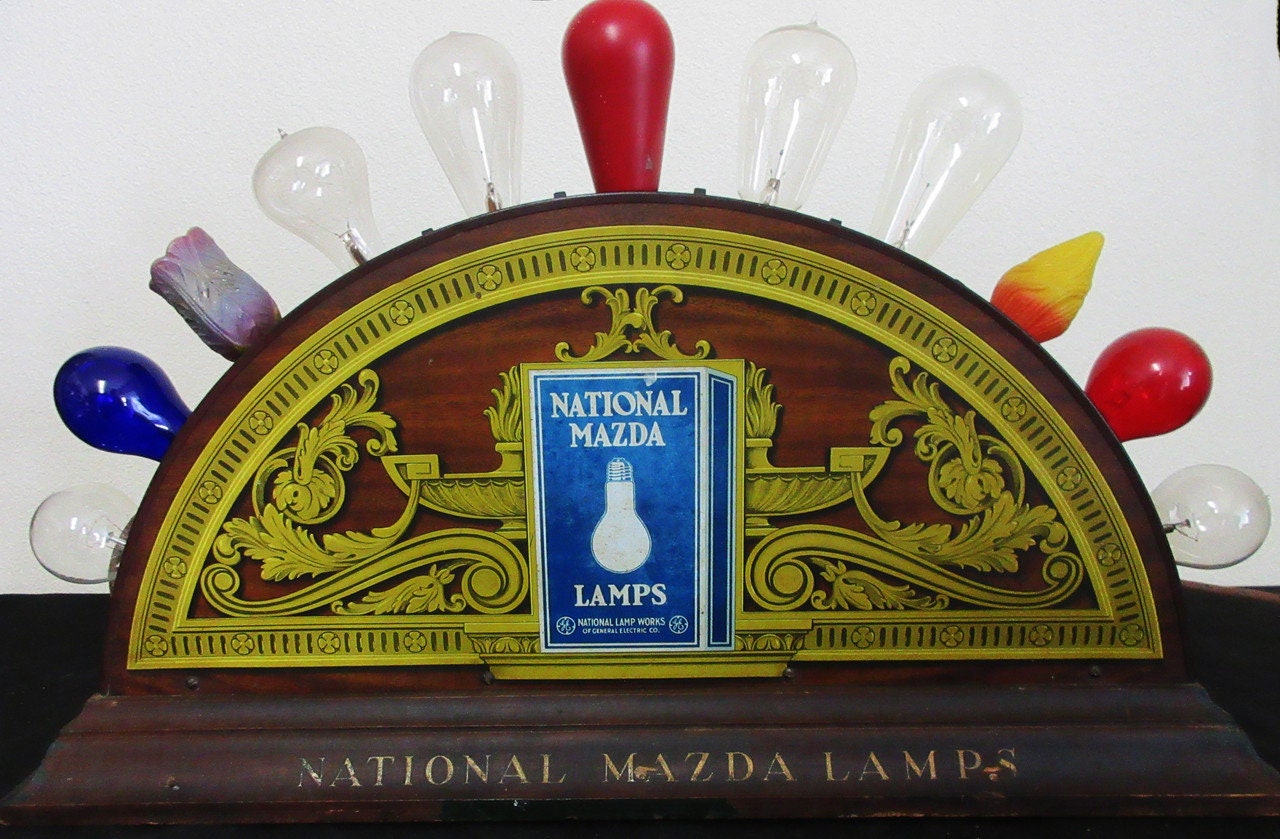 NATIONAL
MAZDA
LAMPS
NATIONAL LAMP WORKS
OF GENERAL ELECTRIC CO.
NATIONAL MAZDA LAMPS